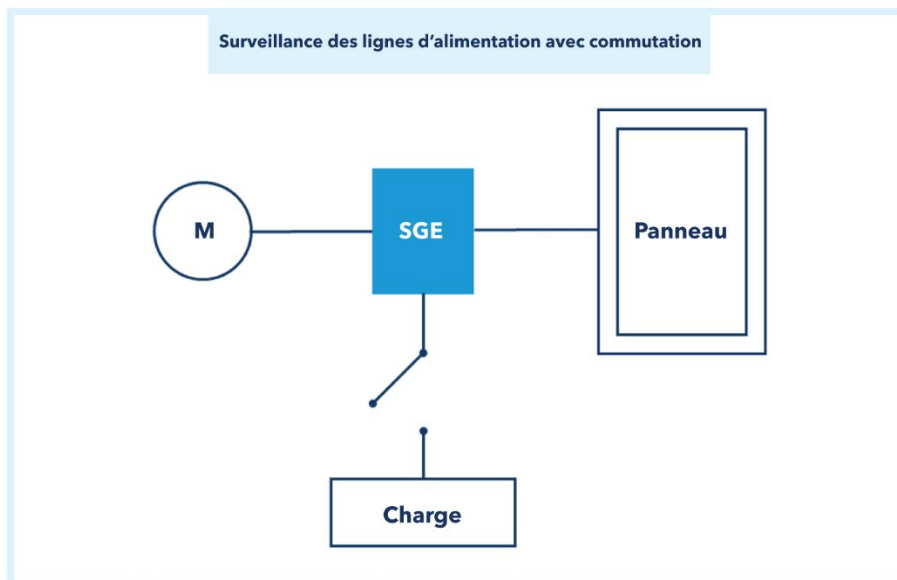 Surveillance des lignes d’alimentation avec commutation
M
SGE
Panneau
Charge